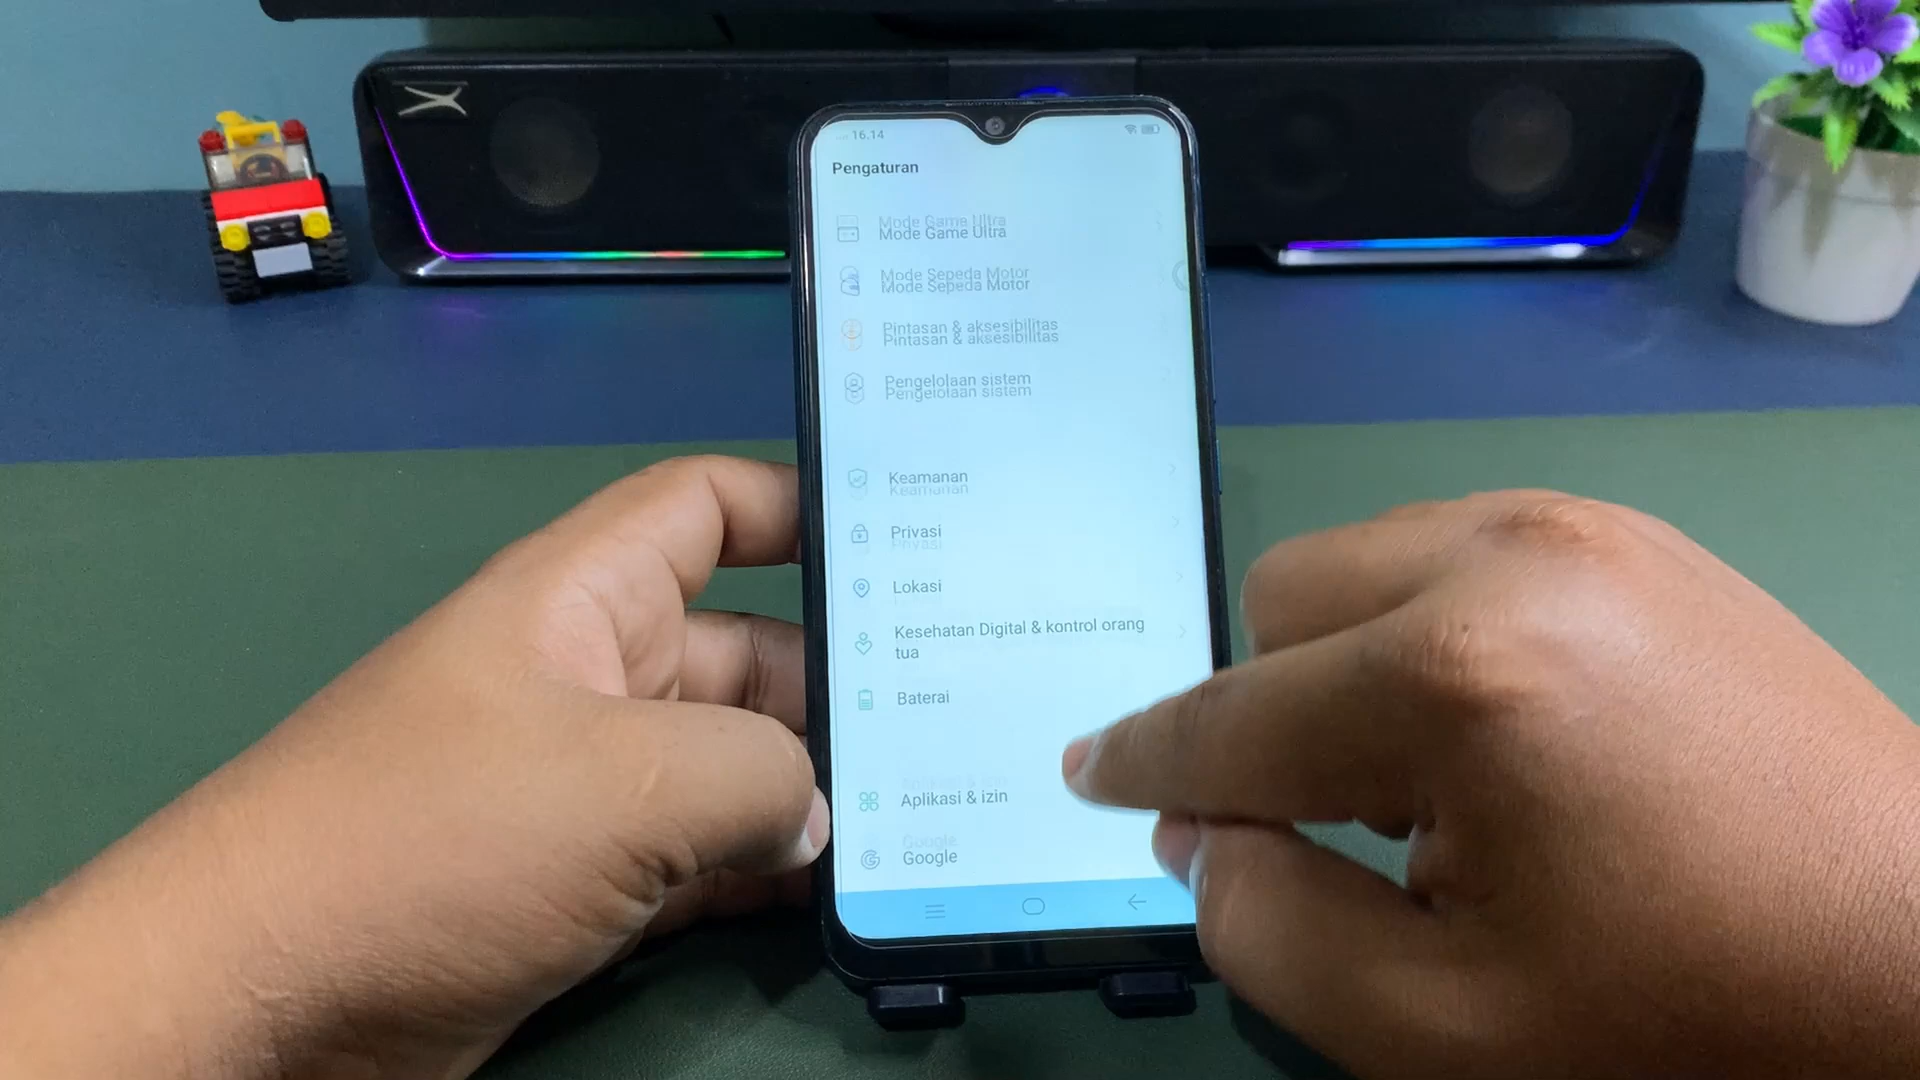 16.14
Pengaturan
Mode Game Ultra
Mode Sepeda Motor
Pintasan & aksesibilitas
Pengelolaan sistem
Keamanan
Privasi
Lokasi
Kesehatan Digital & kontrol orang
tua
Baterai
Aplikasi & izin
Google